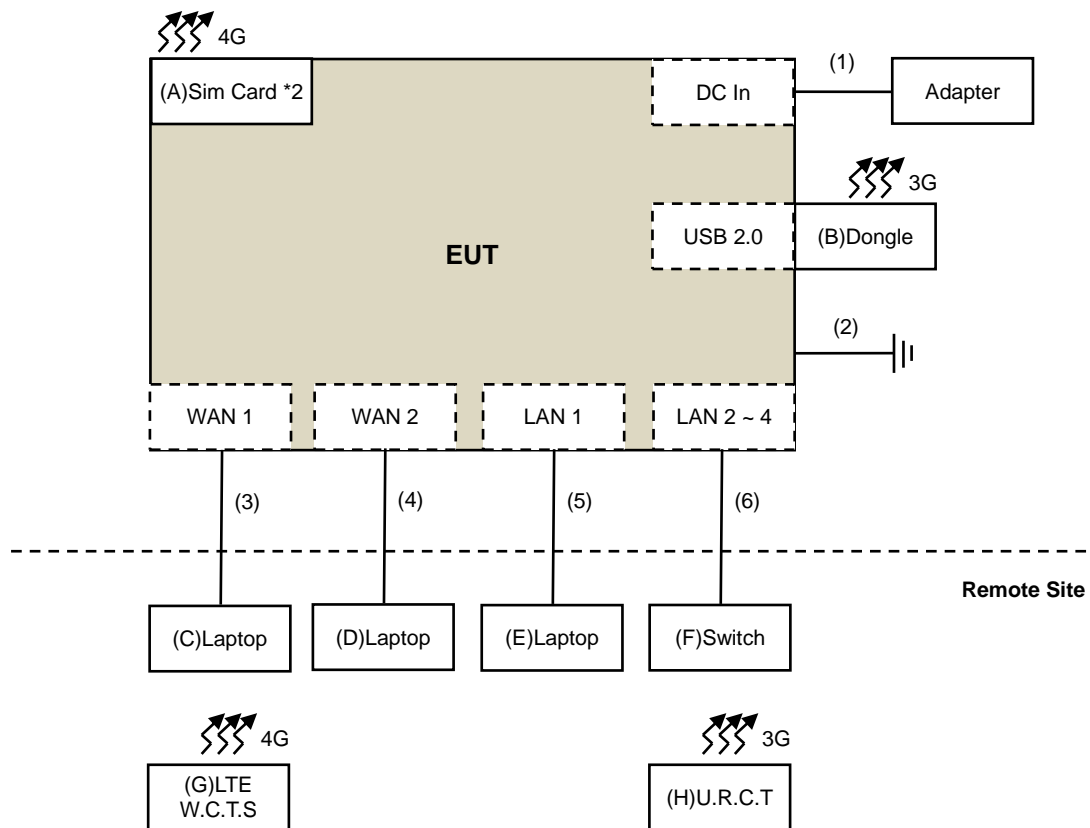 4G
(1)
(A)Sim Card *2
DC In
Adapter
3G
USB 2.0
(B)Dongle
EUT
(2)
WAN 1
WAN 2
LAN 1
LAN 2 ~ 4
(3)
(4)
(5)
(6)
Remote Site
(C)Laptop
(D)Laptop
(E)Laptop
(F)Switch
4G
3G
(G)LTE
W.C.T.S
(H)U.R.C.T